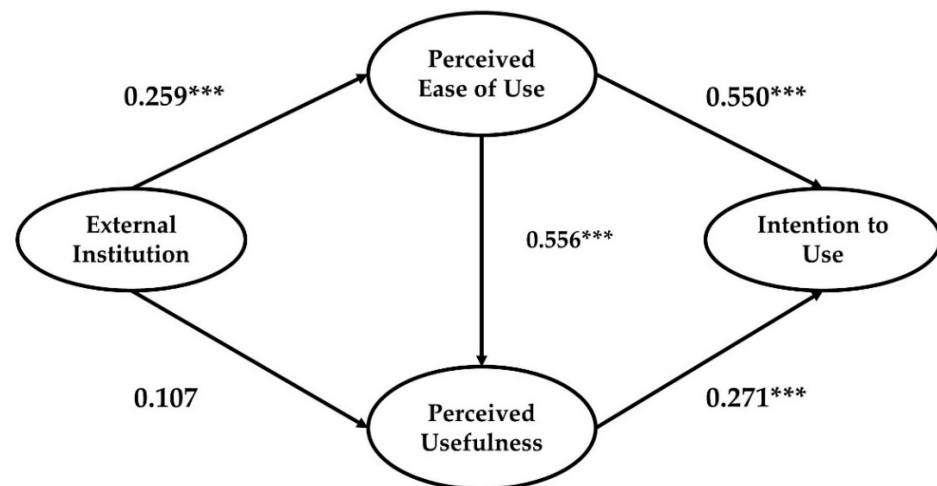 Perceived
Ease of Use
0.259***
0.550***
External
Institution
0.556***
Intention to
Use
0.107
Perceived
Usefulness
0.271***